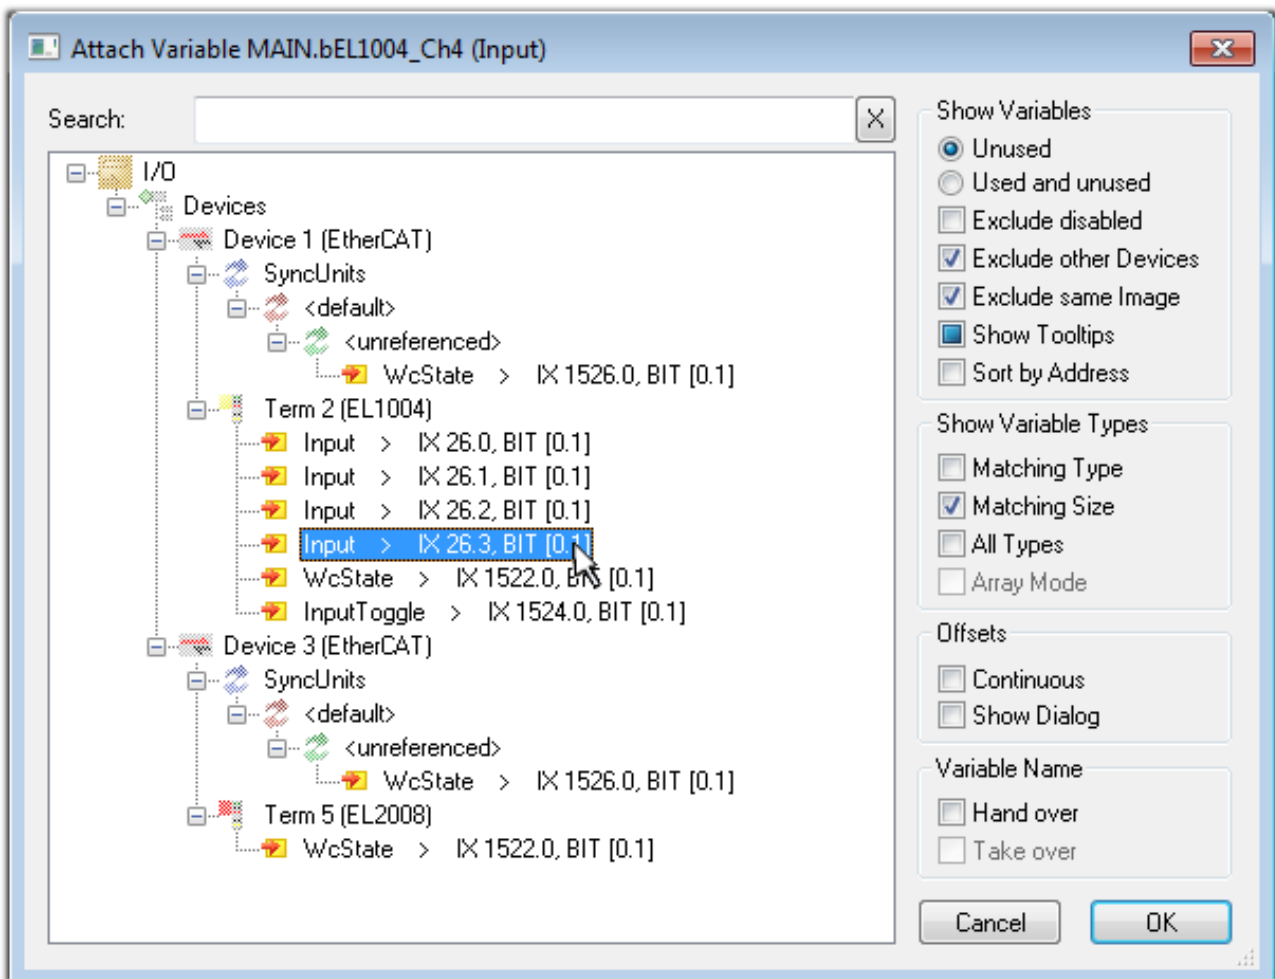 Attach Variable MAIN.bEL1004_Ch4 (Input)
Search:
I/O
Devices
Device 1 (EtherCAT)
SyncUnits
<default>
<unreferenced>
WcState > IX 1526.0, BIT [0.1]
Term 2 (EL1004)
Input > IX 26.0, BIT [0.1]
Input > IX 26.1, BIT [0.1]
Input > IX 26.2, BIT [0.1]
Input > IX 26.3, BIT [0.1]
WcState > IX 1522.0, BIT [0.1]
InputToggle > IX 1524.0, BIT [0.1]
Device 3 (EtherCAT)
SyncUnits
<default>
<unreferenced>
WcState > IX 1526.0, BIT [0.1]
Term 5 (EL2008)
WcState > IX 1522.0, BIT [0.1]
Show Variables
Unused
Used and unused
Exclude disabled
Exclude other Devices
Exclude same Image
Show Tooltips
Sort by Address
Show Variable Types
Matching Type
Matching Size
All Types
Array Mode
Offsets
Continuous
Show Dialog
Variable Name
Hand over
Take over
Cancel
OK